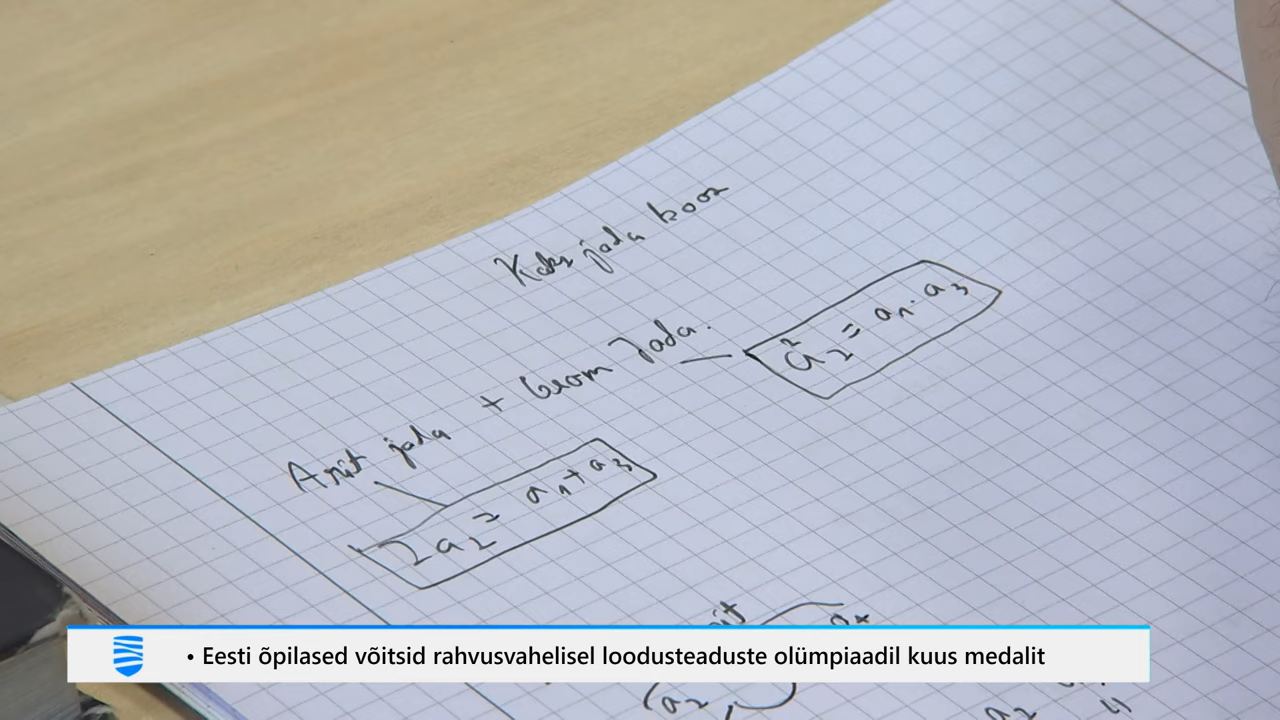 Kaks jada koos
Arit jada + Geom Jada.
a₂² = a₁ · a₃
2a₂ = a₁ + a₃
• Eesti õpilased võitsid rahvusvahelisel loodusteaduste olümpiaadil kuus medalit